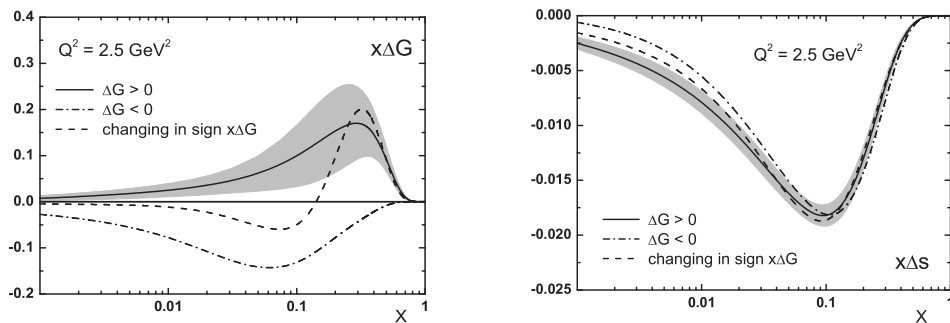 0.4
0.3
0.2
0.1
0.0
-0.1
-0.2
Q² = 2.5 GeV²
xΔG
ΔG > 0
ΔG < 0
changing in sign xΔG
0.01
0.1
1
X
0.000
-0.005
-0.010
-0.015
-0.020
-0.025
Q² = 2.5 GeV²
ΔG > 0
ΔG < 0
changing in sign xΔG
xΔs
0.01
0.1
1
X